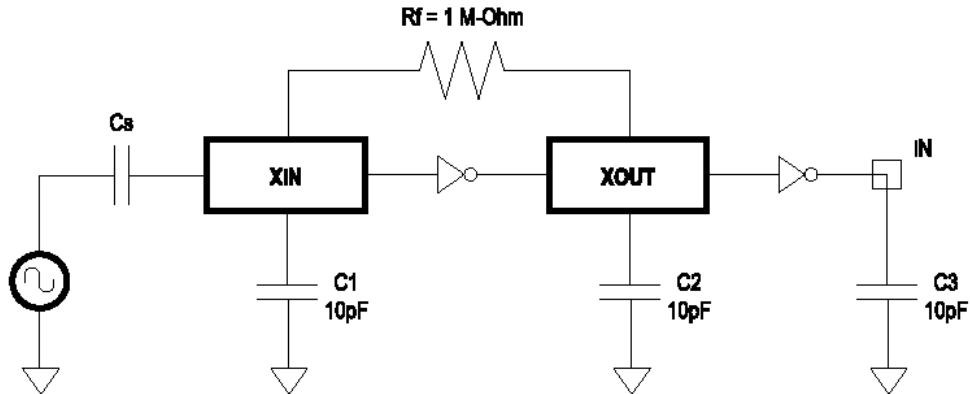 Rf = 1 M-Ohm
Cs
XIN
XOUT
IN
C1
10pF
C2
10pF
C3
10pF